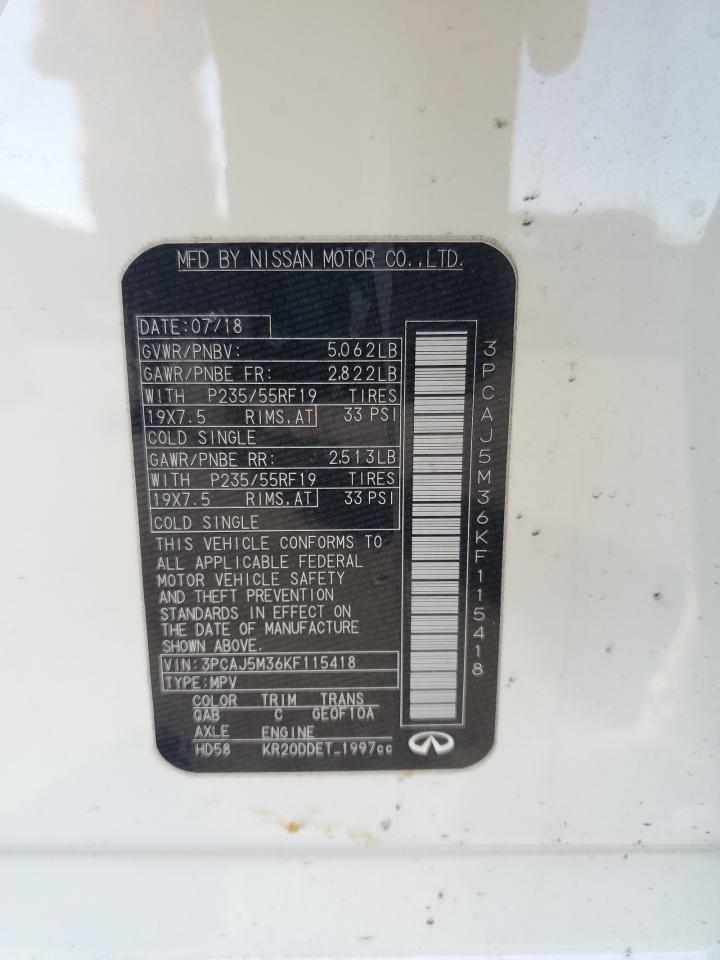 MFD BY NISSAN MOTOR CO.,LTD.
DATE:07/18
GVWR/PNBV: 5,062LB
GAWR/PNBE FR: 2,822LB
WITH P235/55RF19 TIRES
19X7.5 RIMS,AT 33 PSI
COLD SINGLE
GAWR/PNBE RR: 2,513LB
WITH P235/55RF19 TIRES
19X7.5 RIMS,AT 33 PSI
COLD SINGLE
THIS VEHICLE CONFORMS TO
ALL APPLICABLE FEDERAL
MOTOR VEHICLE SAFETY
AND THEFT PREVENTION
STANDARDS IN EFFECT ON
THE DATE OF MANUFACTURE
SHOWN ABOVE.
VIN:3PCAJ5M36KF115418
TYPE:MPV
COLOR TRIM TRANS
QAB C GE0F10A
AXLE ENGINE
HD58 KR20DDET_1997cc
3PCAJ5M36KF115418